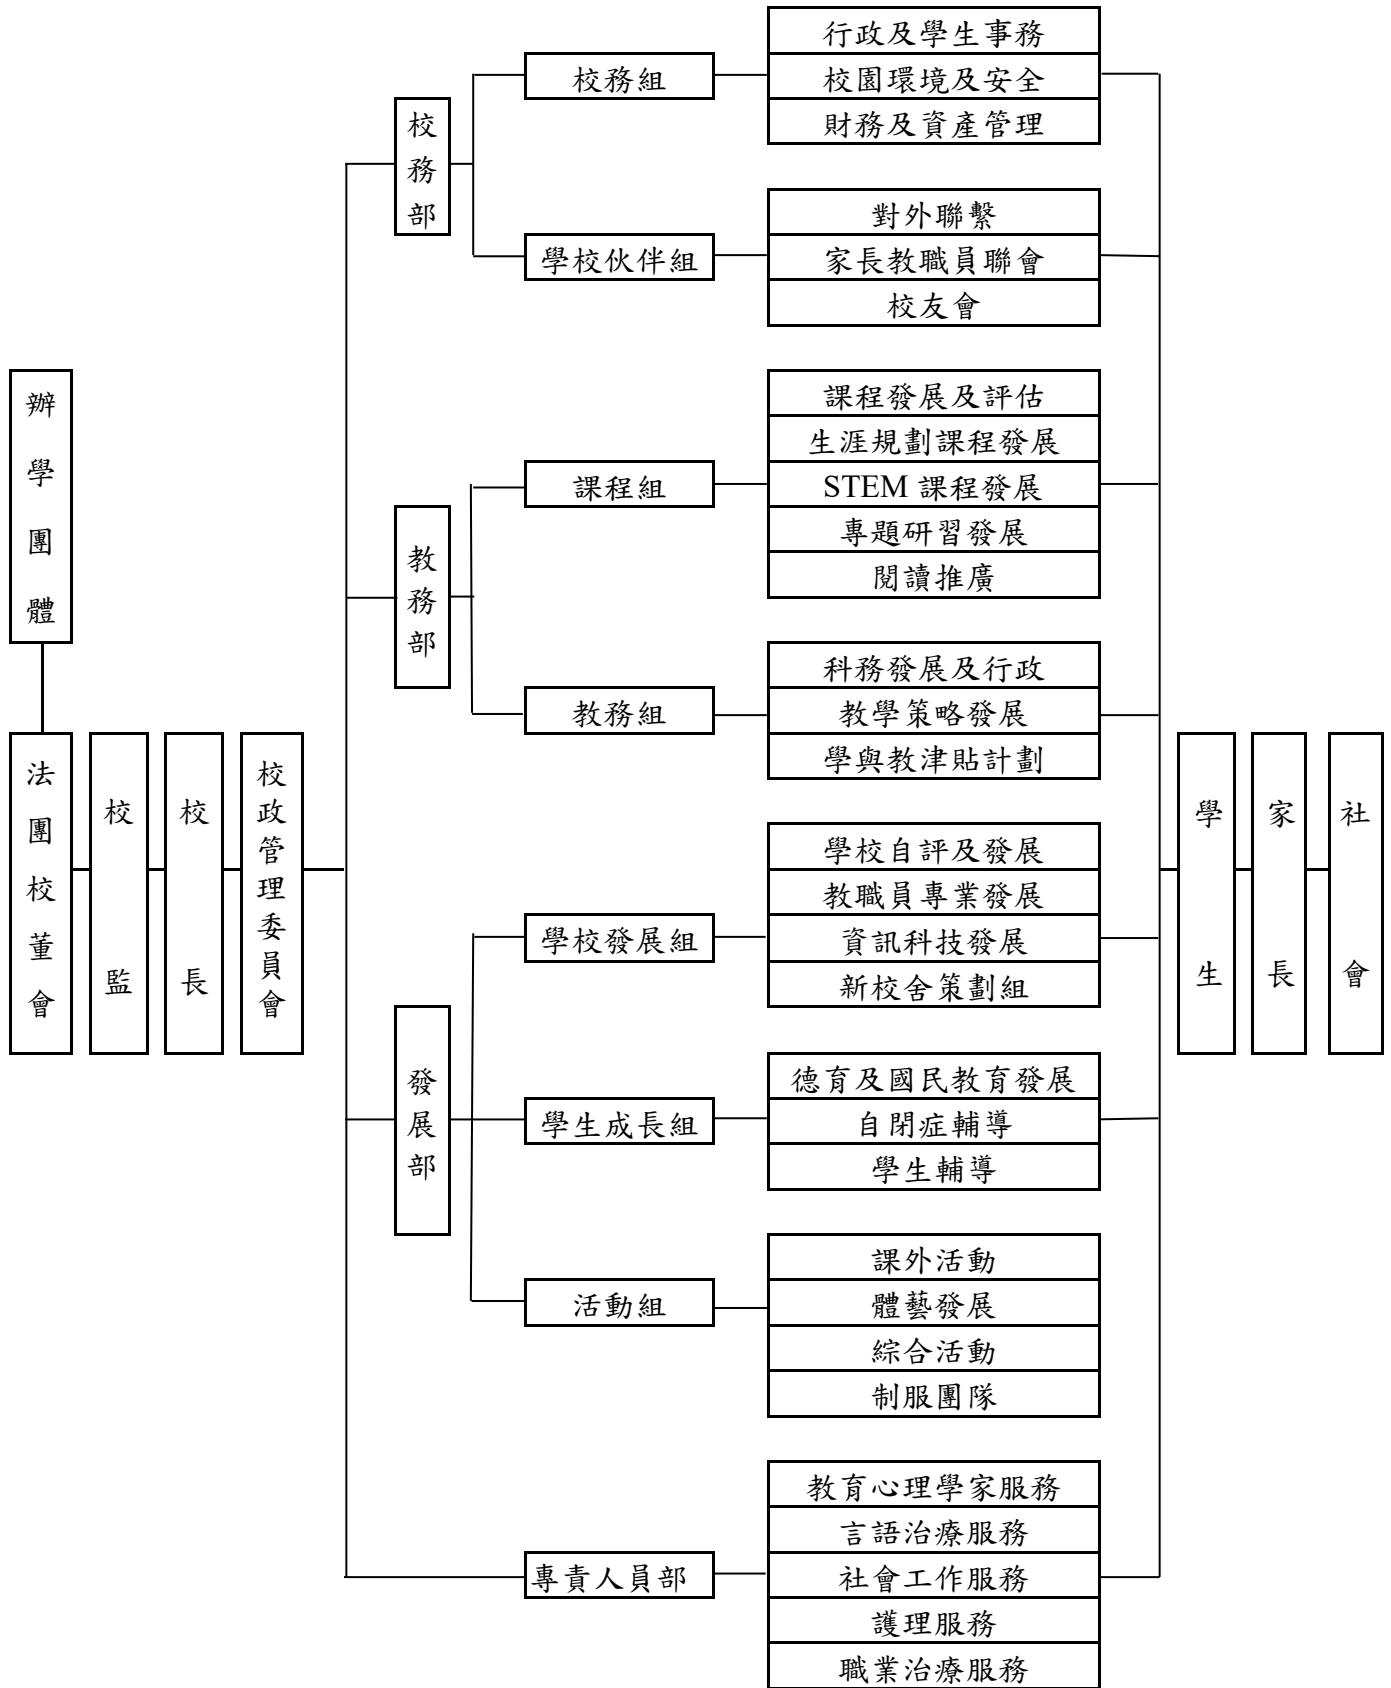 辦學團體
法團校董會
校監
校長
校政管理委員會
校務部
校務組
行政及學生事務
校園環境及安全
財務及資產管理
學校伙伴組
對外聯繫
家長教職員聯會
校友會
教務部
課程組
課程發展及評估
生涯規劃課程發展
STEM 課程發展
專題研習發展
閱讀推廣
教務組
科務發展及行政
教學策略發展
學與教津貼計劃
發展部
學校發展組
學校自評及發展
教職員專業發展
資訊科技發展
新校舍策劃組
學生成長組
德育及國民教育發展
自閉症輔導
學生輔導
活動組
課外活動
體藝發展
綜合活動
制服團隊
專責人員部
教育心理學家服務
言語治療服務
社會工作服務
護理服務
職業治療服務
學生
家長
社會